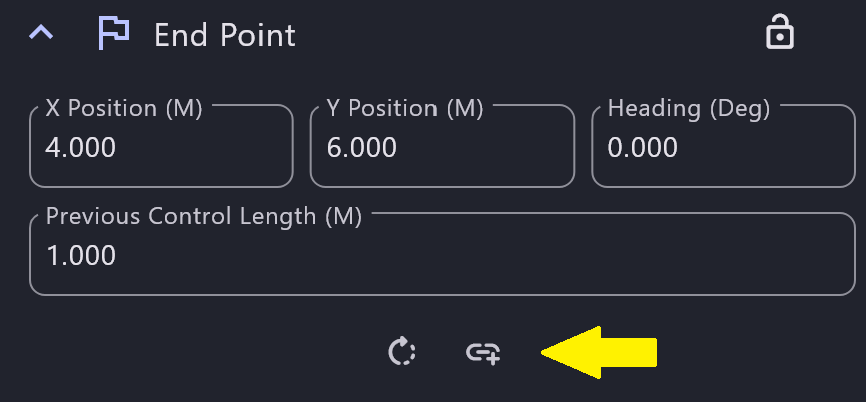 End Point
X Position (M)
Y Position (M)
Heading (Deg)
4.000
6.000
0.000
Previous Control Length (M)
1.000